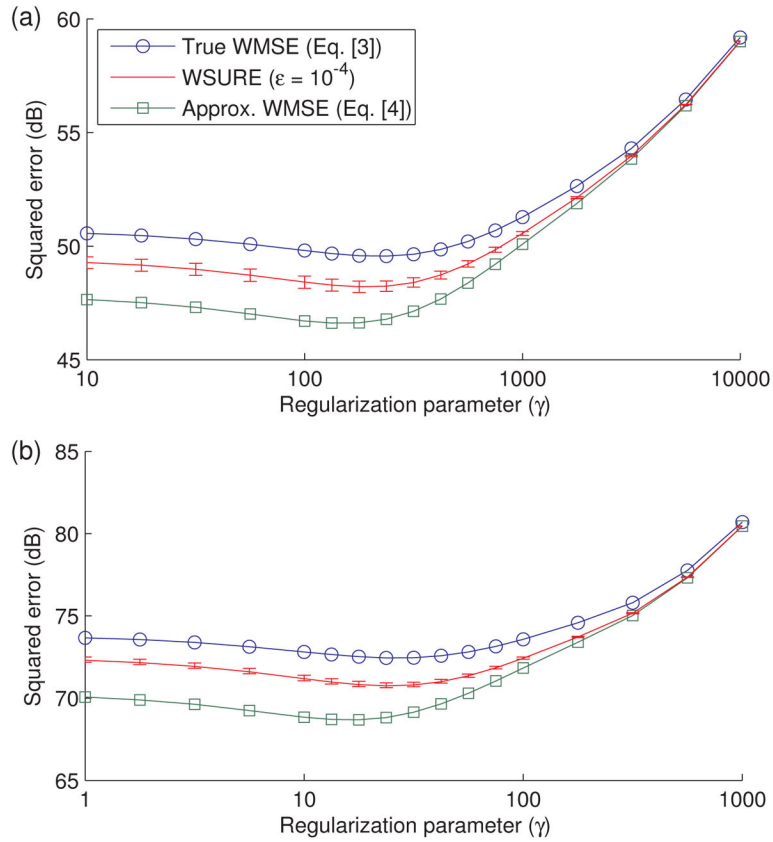 (a)
60
55
50
45
Squared error (dB)
True WMSE (Eq. [3])
WSURE (ε = 10⁻⁴)
Approx. WMSE (Eq. [4])
10 100 1000 10000
Regularization parameter (γ)
(b)
85
80
75
70
65
Squared error (dB)
1 10 100 1000
Regularization parameter (γ)